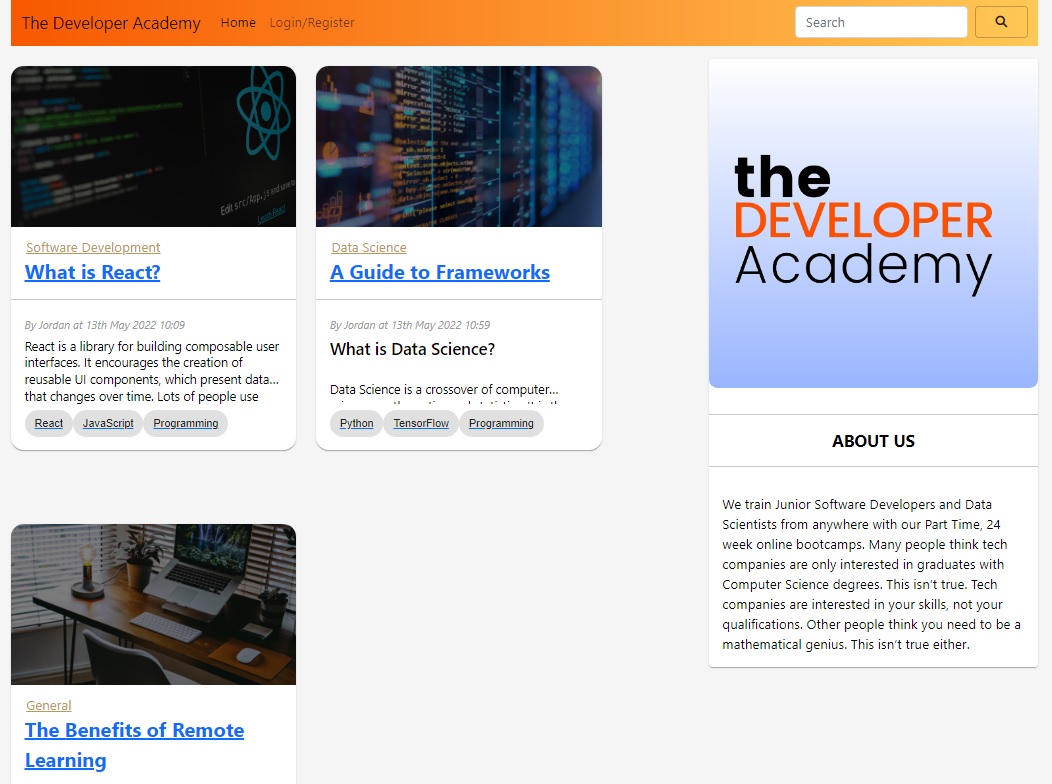 The Developer Academy Home Login/Register Search
Edit src/App.js and save to
Learn React
Software Development
What is React?
By Jordan at 13th May 2022 10:09
React is a library for building composable user
interfaces. It encourages the creation of
reusable UI components, which present data...
that changes over time. Lots of people use
React JavaScript Programming
Data Science
A Guide to Frameworks
By Jordan at 13th May 2022 10:59
What is Data Science?
Data Science is a crossover of computer...
Python TensorFlow Programming
General
The Benefits of Remote
Learning
the
DEVELOPER
Academy
ABOUT US
We train Junior Software Developers and Data
Scientists from anywhere with our Part Time, 24
week online bootcamps. Many people think tech
companies are only interested in graduates with
Computer Science degrees. This isn’t true. Tech
companies are interested in your skills, not your
qualifications. Other people think you need to be a
mathematical genius. This isn’t true either.